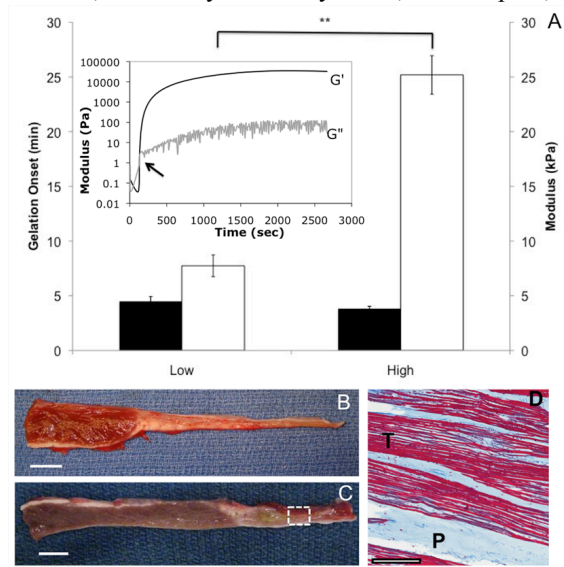 **
A
Gelation Onset (min)
30
25
20
15
10
5
0
Modulus (Pa)
100000
10000
1000
100
10
1
0.1
0.01
G'
G"
0 500 1000 1500 2000 2500 3000
Time (sec)
30
25
20
15
10
5
0
Modulus (kPa)
Low High
B
C
D
T
P